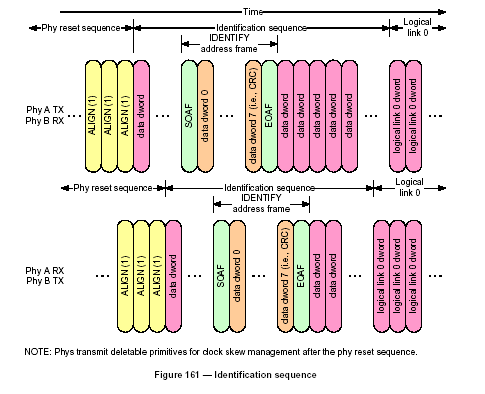 Time
Phy reset sequence
Identification sequence
Logical link 0
IDENTIFY address frame
Phy A TX
Phy B RX
...
ALIGN (1)
ALIGN (1)
ALIGN (1)
data dword
...
SOAF
data dword 0
...
data dword 7 (i.e., CRC)
EOAF
data dword
data dword
data dword
data dword
data dword
...
logical link 0 dword
logical link 0 dword
...
Phy reset sequence
Identification sequence
Logical link 0
IDENTIFY address frame
Phy A RX
Phy B TX
...
ALIGN (1)
ALIGN (1)
ALIGN (1)
data dword
...
SOAF
data dword 0
...
data dword 7 (i.e., CRC)
EOAF
data dword
data dword
...
logical link 0 dword
logical link 0 dword
logical link 0 dword
...
NOTE: Phys transmit deletable primitives for clock skew management after the phy reset sequence.
Figure 161 — Identification sequence